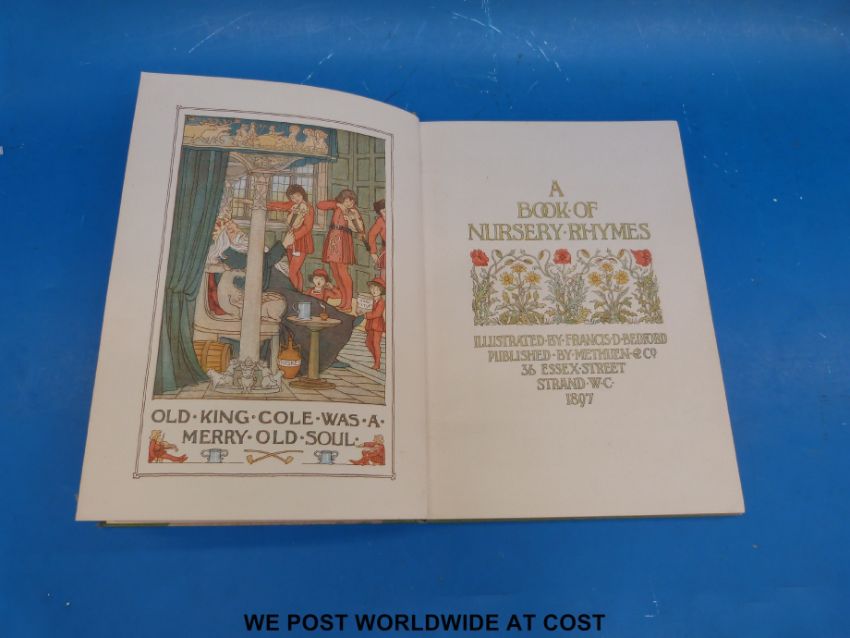 OLD·KING·COLE·WAS·A·
MERRY·OLD·SOUL·
A
BOOK·OF
NURSERY·RHYMES
ILLUSTRATED·BY·FRANCIS·D·BEDFORD
PUBLISHED·BY·METHUEN·&·CO
36 ESSEX·STREET
STRAND·W·C·
1897
WE POST WORLDWIDE AT COST